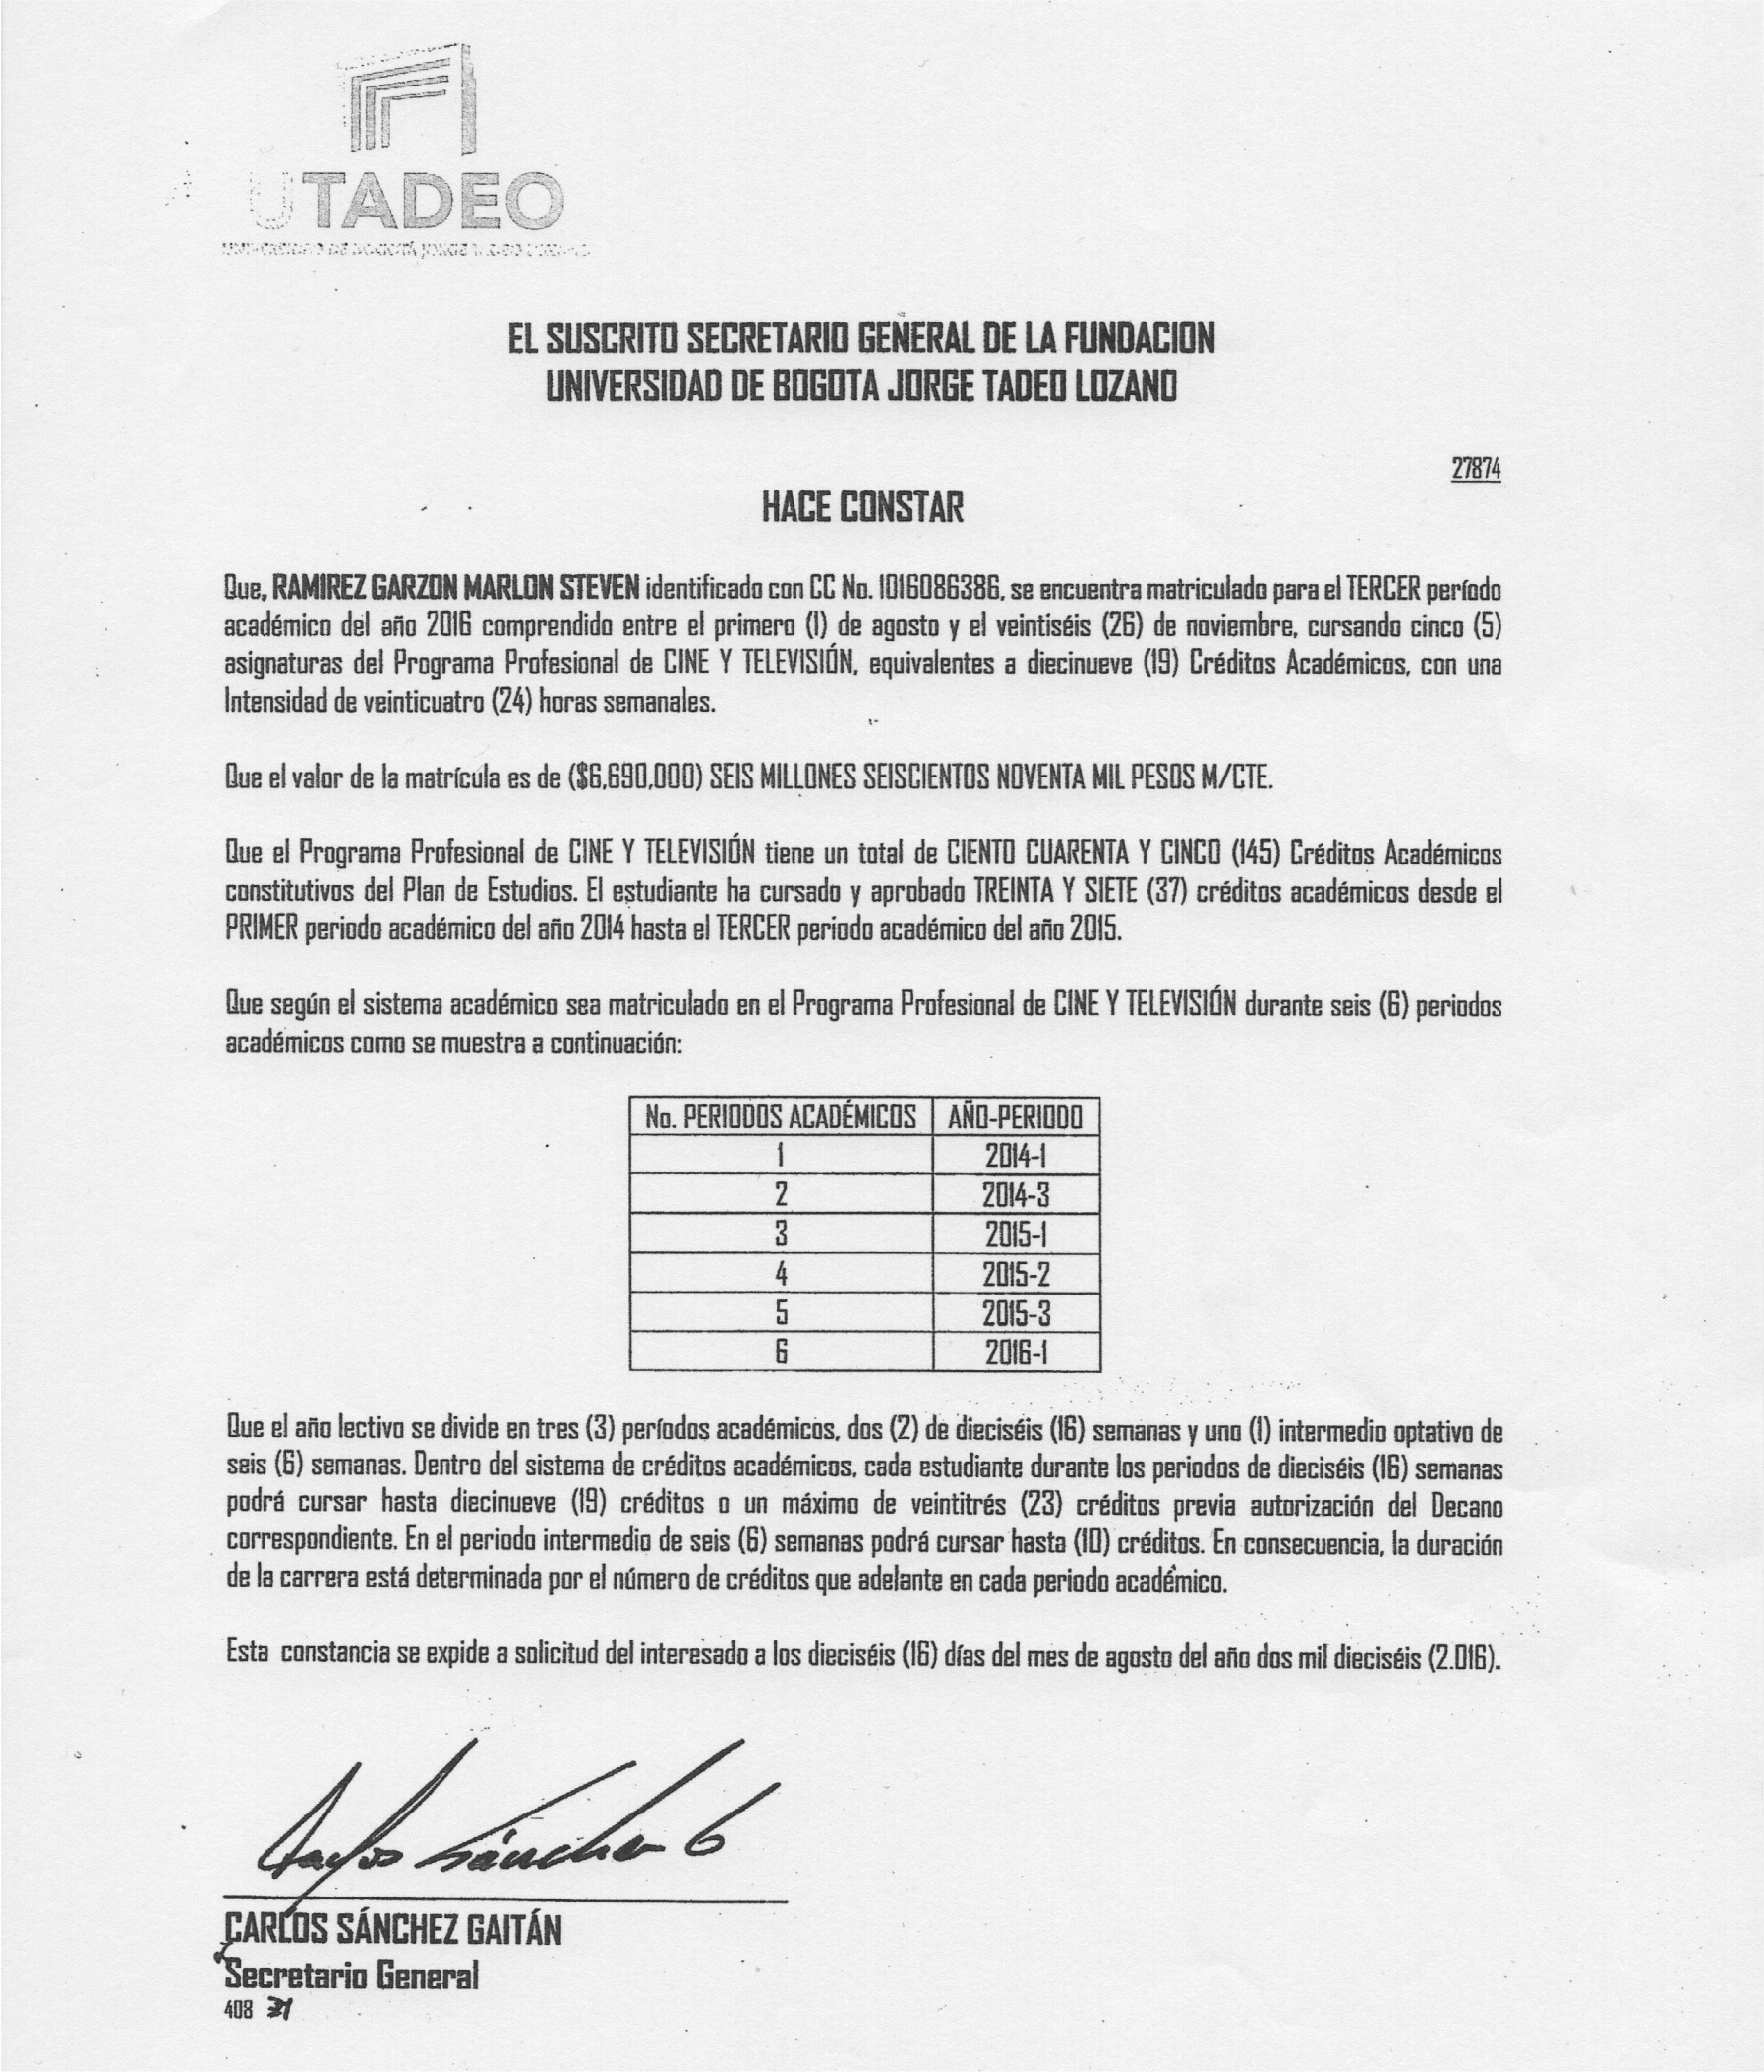 UTADEO
UNIVERSIDAD DE BOGOTÁ JORGE TADEO LOZANO
EL SUSCRITO SECRETARIO GENERAL DE LA FUNDACION
UNIVERSIDAD DE BOGOTA JORGE TADEO LOZANO
27874
HACE CONSTAR
Que, RAMIREZ GARZON MARLON STEVEN identificado con CC No. 1016086386, se encuentra matriculado para el TERCER período
académico del año 2016 comprendido entre el primero (1) de agosto y el veintiséis (26) de noviembre, cursando cinco (5)
asignaturas del Programa Profesional de CINE Y TELEVISIÓN, equivalentes a diecinueve (19) Créditos Académicos, con una
Intensidad de veinticuatro (24) horas semanales.
Que el valor de la matrícula es de ($6,690,000) SEIS MILLONES SEISCIENTOS NOVENTA MIL PESOS M/CTE.
Que el Programa Profesional de CINE Y TELEVISIÓN tiene un total de CIENTO CUARENTA Y CINCO (145) Créditos Académicos
constitutivos del Plan de Estudios. El estudiante ha cursado y aprobado TREINTA Y SIETE (37) créditos académicos desde el
PRIMER periodo académico del año 2014 hasta el TERCER periodo académico del año 2015.
Que según el sistema académico sea matriculado en el Programa Profesional de CINE Y TELEVISIÓN durante seis (6) periodos
académicos como se muestra a continuación:
No. PERIODOS ACADÉMICOS AÑO-PERIODO
1 2014-1
2 2014-3
3 2015-1
4 2015-2
5 2015-3
6 2016-1
Que el año lectivo se divide en tres (3) períodos académicos, dos (2) de dieciséis (16) semanas y uno (1) intermedio optativo de
seis (6) semanas. Dentro del sistema de créditos académicos, cada estudiante durante los periodos de dieciséis (16) semanas
podrá cursar hasta diecinueve (19) créditos o un máximo de veintitrés (23) créditos previa autorización del Decano
correspondiente. En el periodo intermedio de seis (6) semanas podrá cursar hasta (10) créditos. En consecuencia, la duración
de la carrera está determinada por el número de créditos que adelante en cada periodo académico.
Esta constancia se expide a solicitud del interesado a los dieciséis (16) días del mes de agosto del año dos mil dieciséis (2.016).
Carlos Sánchez G
CARLOS SÁNCHEZ GAITÁN
Secretario General
408